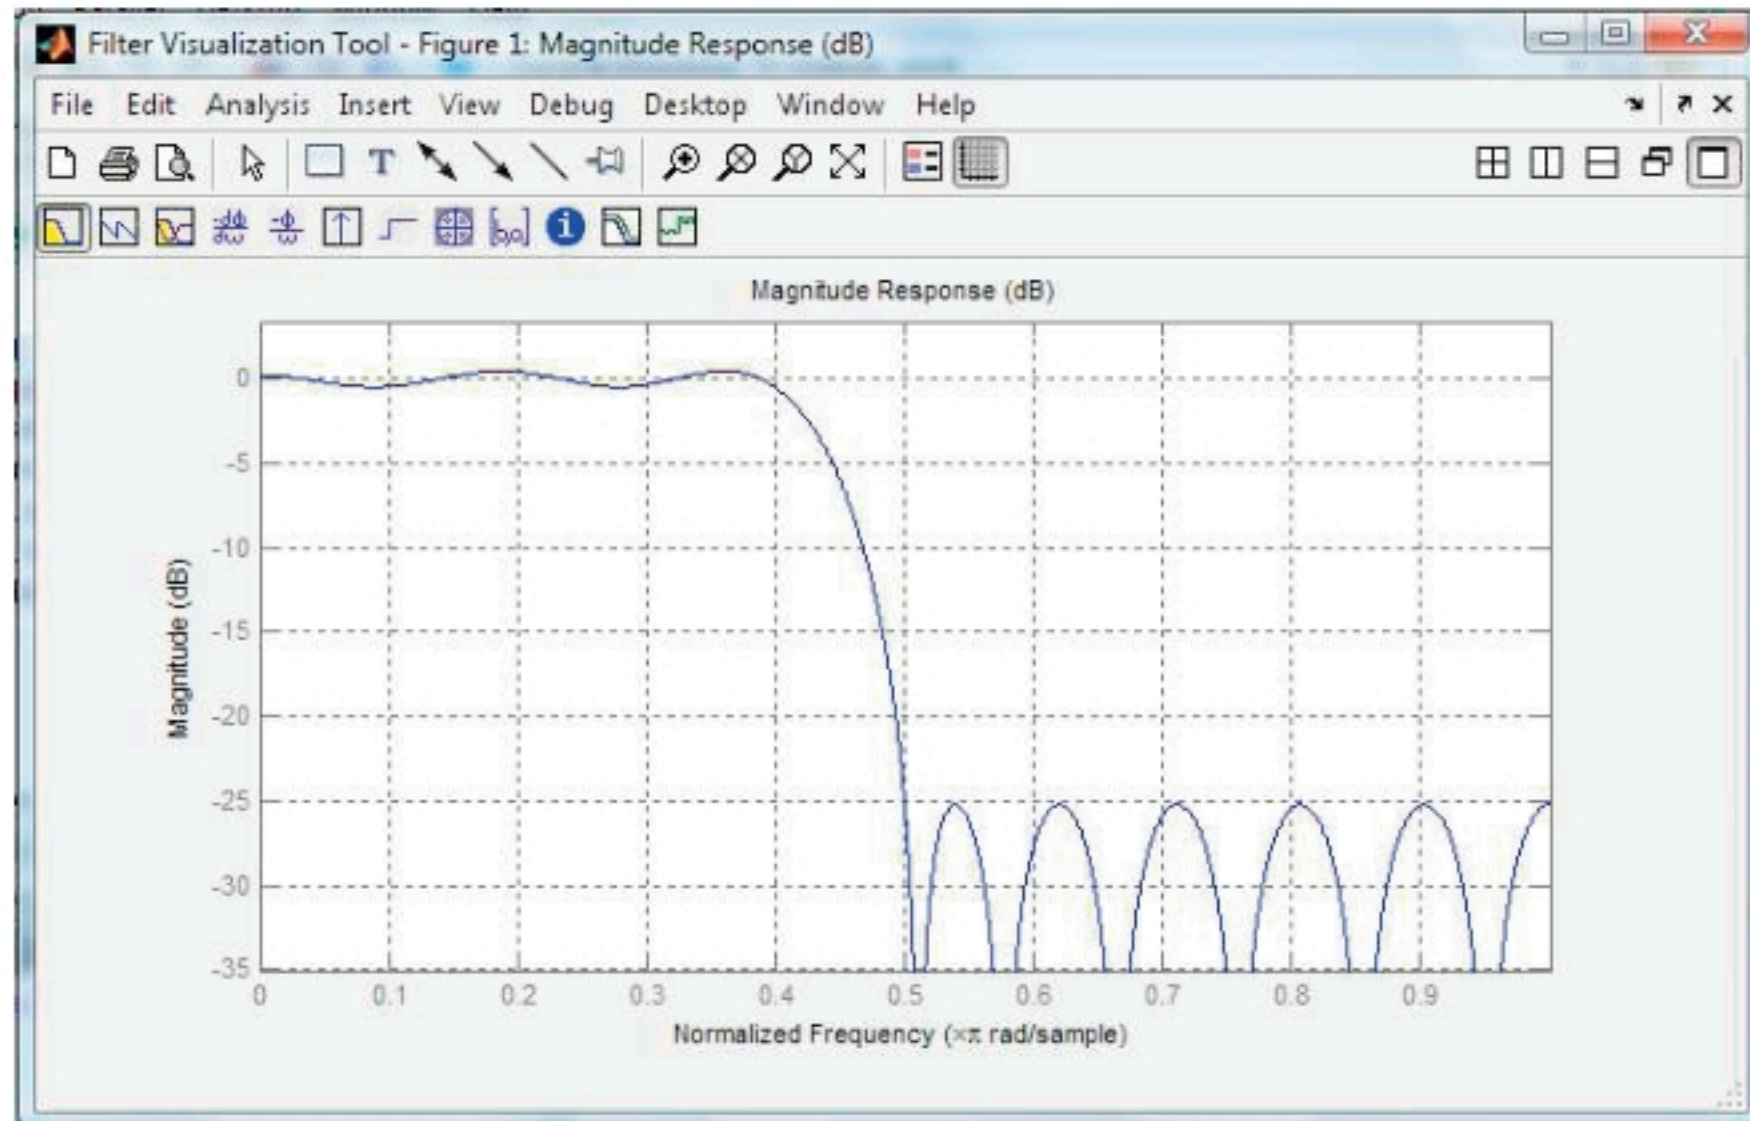 Filter Visualization Tool - Figure 1: Magnitude Response (dB)
File Edit Analysis Insert View Debug Desktop Window Help
Magnitude Response (dB)
0
-5
-10
-15
-20
-25
-30
-35
Magnitude (dB)
0 0.1 0.2 0.3 0.4 0.5 0.6 0.7 0.8 0.9
Normalized Frequency (×π rad/sample)